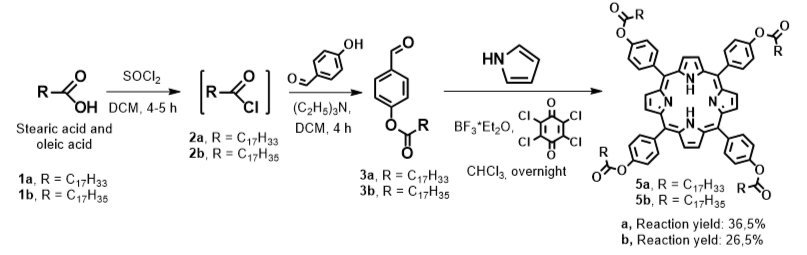 R
O
OH
Stearic acid and
oleic acid
1a, R = C₁₇H₃₃
1b, R = C₁₇H₃₅
SOCl₂
DCM, 4-5 h
R
O
Cl
2a, R = C₁₇H₃₃
2b, R = C₁₇H₃₅
OH
O
(C₂H₅)₃N,
DCM, 4 h
O
O
R
O
3a, R = C₁₇H₃₃
3b, R = C₁₇H₃₅
HN
BF₃*Et₂O,
O
Cl Cl
Cl Cl
O
CHCl₃, overnight
O R
O
O O
R
N
H
N N
H
N
R
O
O
O
R O
5a, R = C₁₇H₃₃
5b, R = C₁₇H₃₅
a, Reaction yield: 36,5%
b, Reaction yeld: 26,5%